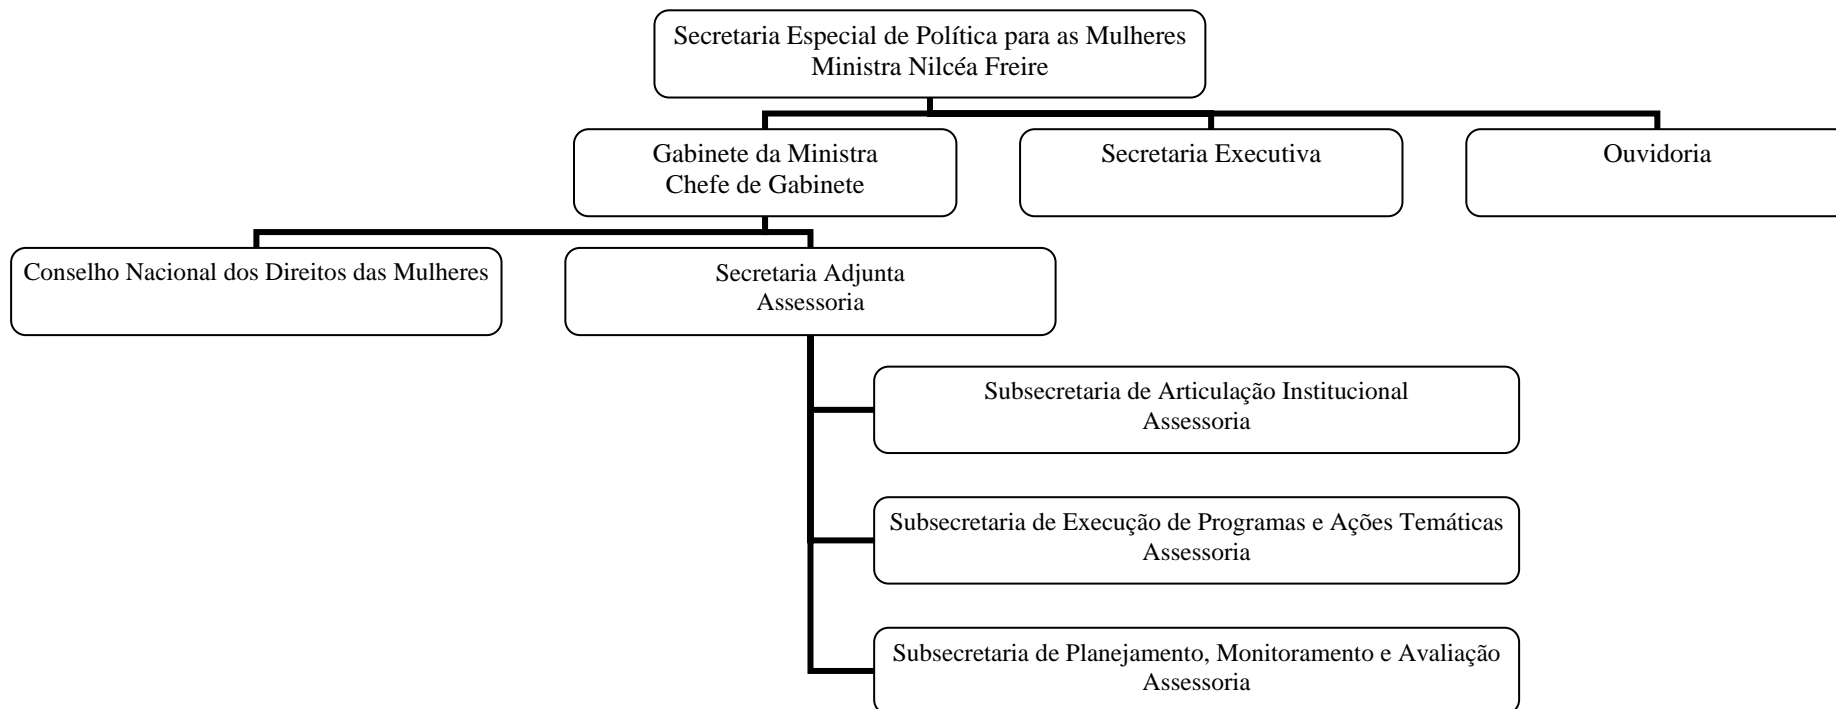 Secretaria Especial de Política para as Mulheres
Ministra Nilcéa Freire
Gabinete da Ministra
Chefe de Gabinete
Secretaria Executiva
Ouvidoria
Conselho Nacional dos Direitos das Mulheres
Secretaria Adjunta
Assessoria
Subsecretaria de Articulação Institucional
Assessoria
Subsecretaria de Execução de Programas e Ações Temáticas
Assessoria
Subsecretaria de Planejamento, Monitoramento e Avaliação
Assessoria